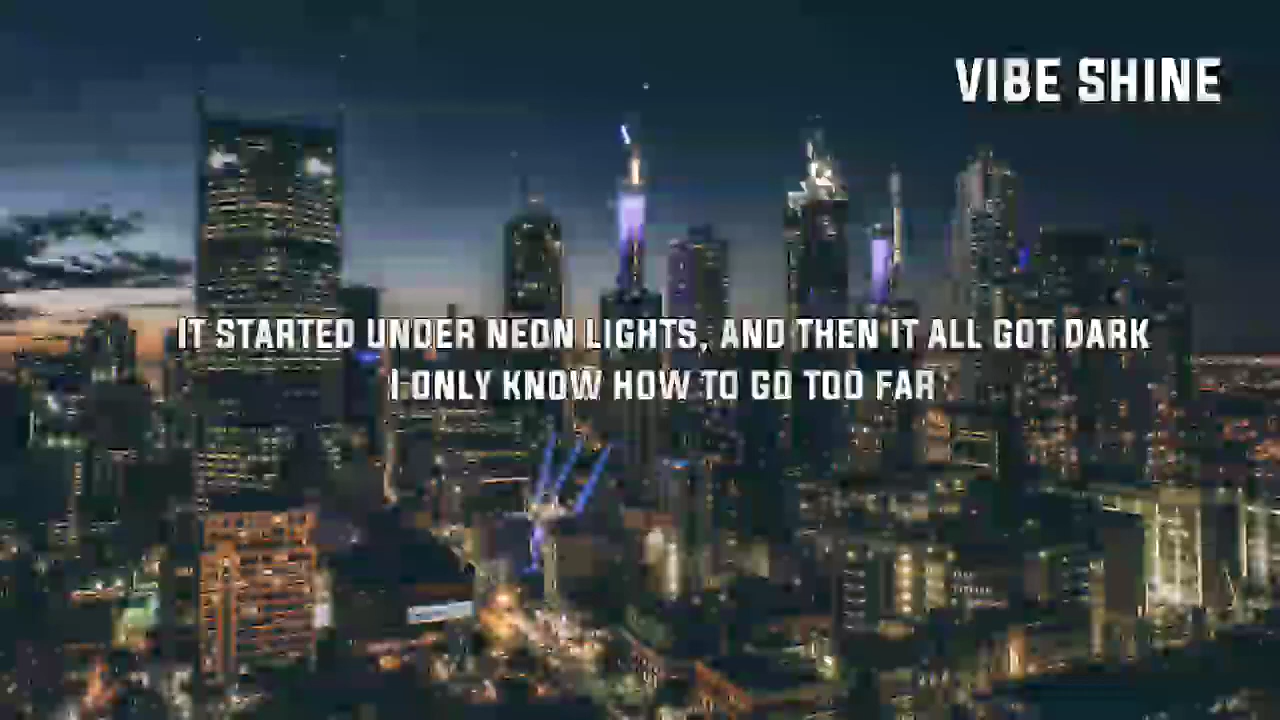 VIBE SHINE
IT STARTED UNDER NEON LIGHTS, AND THEN IT ALL GOT DARK
I ONLY KNOW HOW TO GO TOO FAR